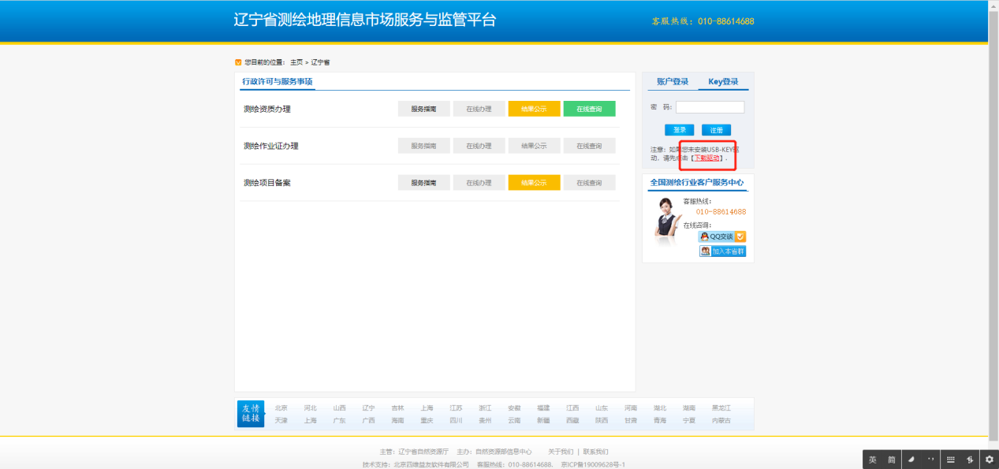 辽宁省测绘地理信息市场服务与监管平台
客服热线：010-88614688
您目前的位置： 主页 > 辽宁省
行政许可与服务事项
测绘资质办理 服务指南 在线办理 结果公示 在线查询
测绘作业证办理 服务指南 在线办理 结果公示 在线查询
测绘项目备案 服务指南 在线办理 结果公示 在线查询
账户登录 Key登录
密 码:
登录 注册
注意：如果您未安装USB-KEY驱
动，请先点击【下载驱动】.
全国测绘行业客户服务中心
客服热线：
010-88614688
在线咨询：
QQ交谈
加入本省群
友情
链接
北京 河北 山西 辽宁 吉林 上海 江苏 浙江 安徽 福建 江西 山东 河南 湖北 湖南 黑龙江
天津 上海 广东 广西 海南 重庆 四川 贵州 云南 新疆 西藏 陕西 甘肃 青海 宁夏 内蒙古
主管：辽宁省自然资源厅 主办：自然资源部信息中心 关于我们 | 联系我们
技术支持：北京四维益友软件有限公司 客服热线：010-88614688、 京ICP备19009628号-1
英 简